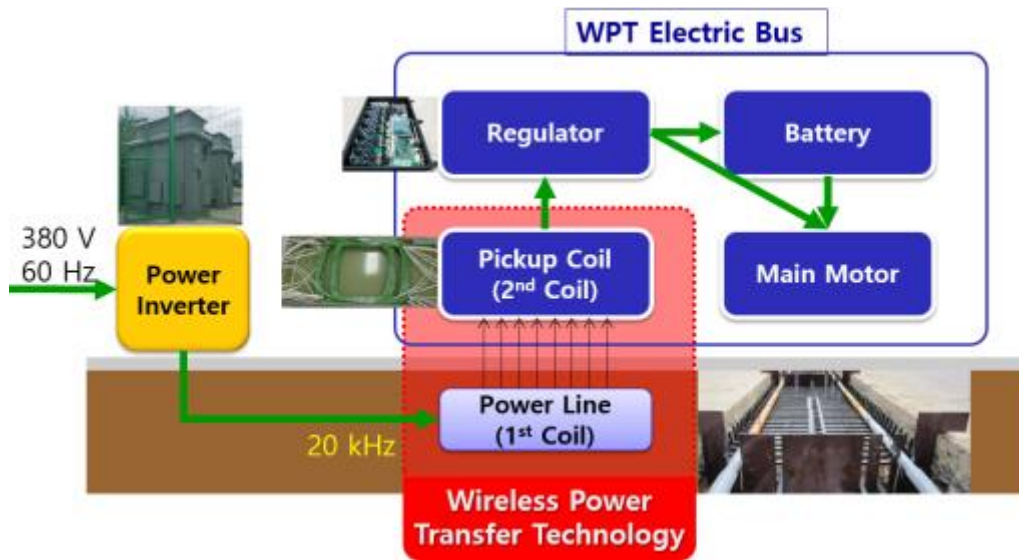 WPT Electric Bus
Regulator
Battery
380 V
60 Hz
Power
Inverter
Pickup Coil
(2nd Coil)
Main Motor
Power Line
(1st Coil)
20 kHz
Wireless Power
Transfer Technology